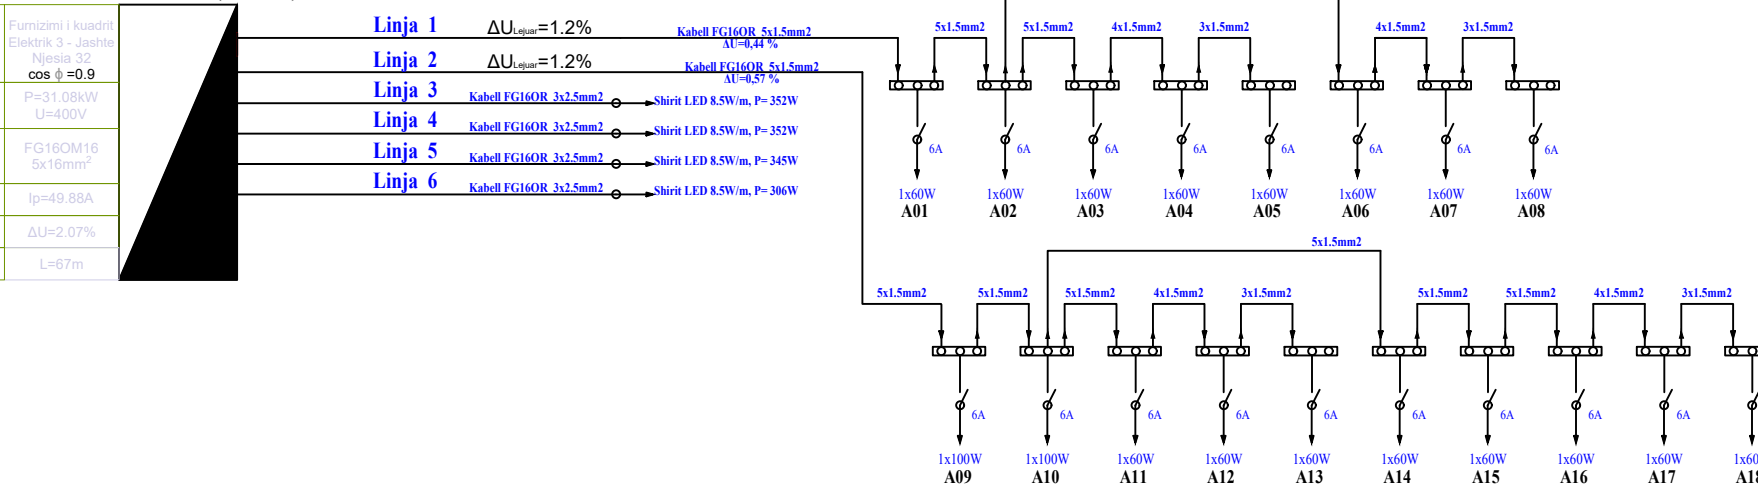 Furnizimi i kuadrit
Elektrik 3 - Jashte
Njesia 32
cos ϕ =0.9
P=31.08kW
U=400V
FG16OM16
5x16mm²
Ip=49.88A
ΔU=2.07%
L=67m
Linja 1
ΔULejuar=1.2%
Kabell FG16OR 5x1.5mm2
ΔU=0,44 %
Linja 2
ΔULejuar=1.2%
Kabell FG16OR 5x1.5mm2
ΔU=0,57 %
Linja 3
Kabell FG16OR 3x2.5mm2
Shirit LED 8.5W/m, P= 352W
Linja 4
Kabell FG16OR 3x2.5mm2
Shirit LED 8.5W/m, P= 352W
Linja 5
Kabell FG16OR 3x2.5mm2
Shirit LED 8.5W/m, P= 345W
Linja 6
Kabell FG16OR 3x2.5mm2
Shirit LED 8.5W/m, P= 306W
5x1.5mm2 5x1.5mm2 4x1.5mm2 3x1.5mm2 4x1.5mm2 3x1.5mm2
6A 6A 6A 6A 6A 6A 6A 6A
1x60W 1x60W 1x60W 1x60W 1x60W 1x60W 1x60W 1x60W
A01 A02 A03 A04 A05 A06 A07 A08
5x1.5mm2
5x1.5mm2 5x1.5mm2 5x1.5mm2 4x1.5mm2 3x1.5mm2 5x1.5mm2 5x1.5mm2 4x1.5mm2 3x1.5mm2
6A 6A 6A 6A 6A 6A 6A 6A 6A
1x100W 1x100W 1x60W 1x60W 1x60W 1x60W 1x60W 1x60W 1x60W
A09 A10 A11 A12 A13 A14 A15 A16 A17